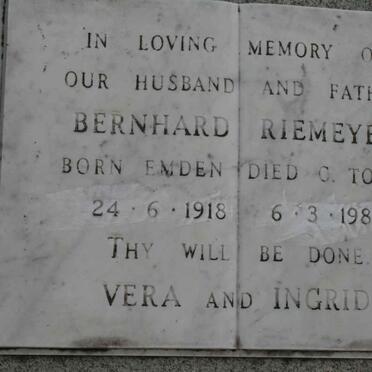 IN LOVING MEMORY O
OUR HUSBAND AND FATH
BERNHARD RIEMEYE
BORN EMDEN DIED C. TO
24·6·1918 6·3·198
THY WILL BE DONE.
VERA AND INGRID